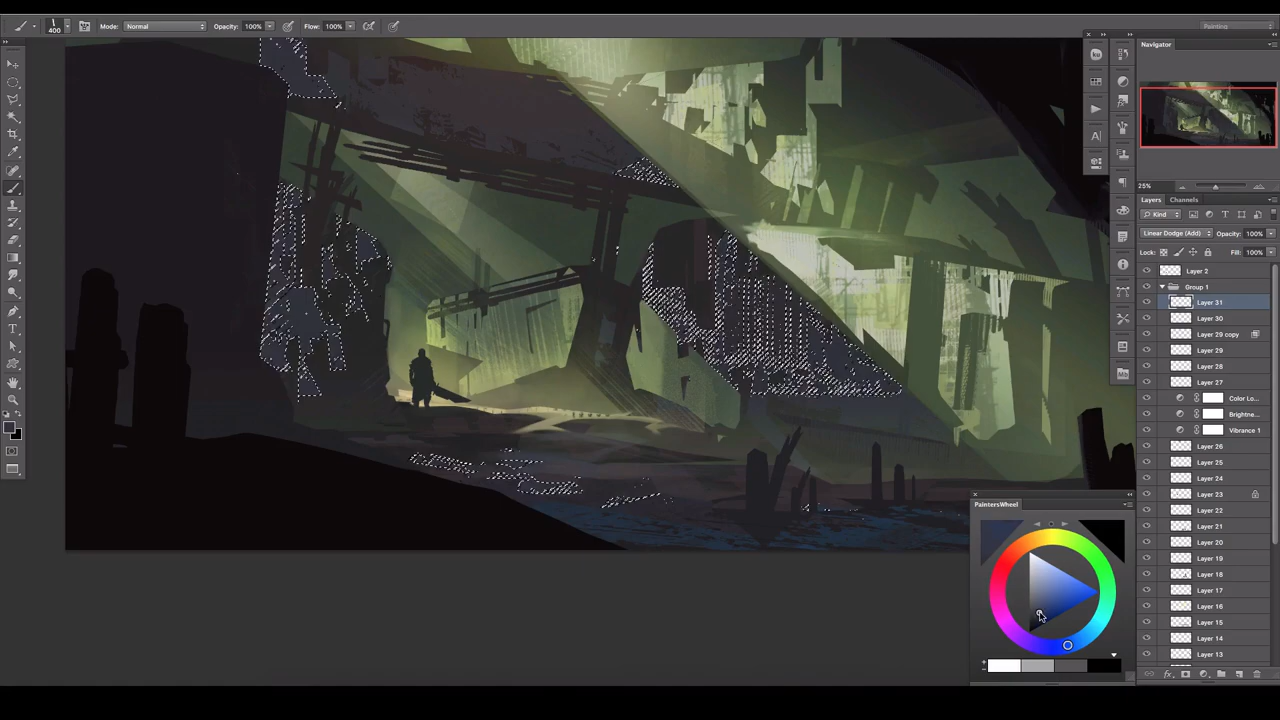 400 Mode: Normal Opacity: 100% Flow: 100% Painting
Navigator
25%
Layers Channels
Kind
Linear Dodge (Add) Opacity: 100%
Lock: Fill: 100%
Layer 2
Group 1
Layer 31
Layer 30
Layer 29 copy
Layer 29
Layer 28
Layer 27
Color Lo...
Brightne...
Vibrance 1
Layer 26
Layer 25
Layer 24
Layer 23
Layer 22
Layer 21
Layer 20
Layer 19
Layer 18
Layer 17
Layer 16
Layer 15
Layer 14
Layer 13
PaintersWheel